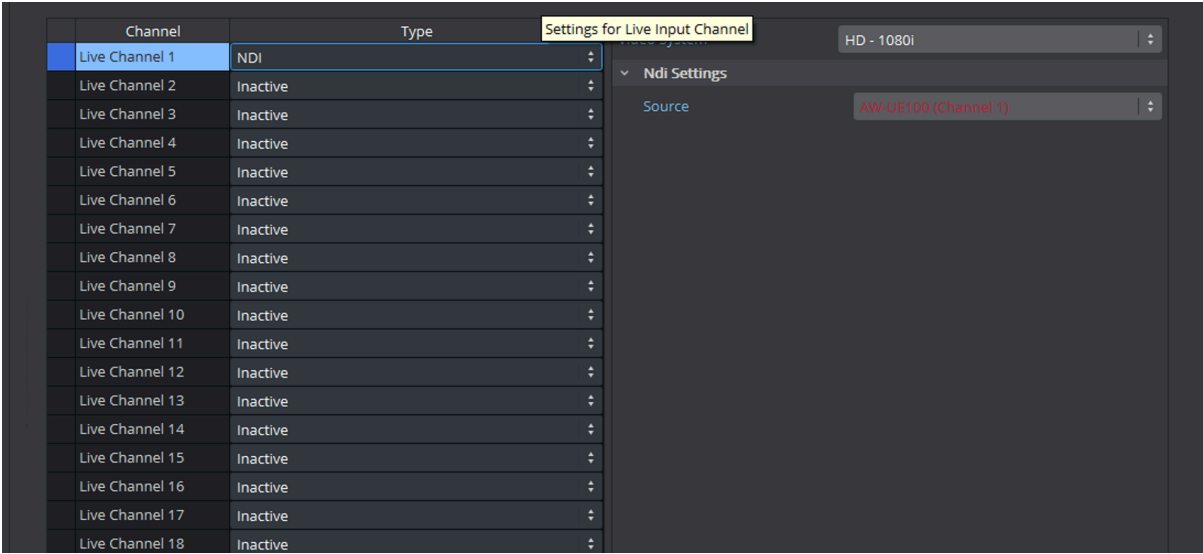 Channel Type
Settings for Live Input Channel
Video System HD - 1080i
Live Channel 1 NDI
Ndi Settings
Live Channel 2 Inactive
Source AW-UE100 (Channel 1)
Live Channel 3 Inactive
Live Channel 4 Inactive
Live Channel 5 Inactive
Live Channel 6 Inactive
Live Channel 7 Inactive
Live Channel 8 Inactive
Live Channel 9 Inactive
Live Channel 10 Inactive
Live Channel 11 Inactive
Live Channel 12 Inactive
Live Channel 13 Inactive
Live Channel 14 Inactive
Live Channel 15 Inactive
Live Channel 16 Inactive
Live Channel 17 Inactive
Live Channel 18 Inactive